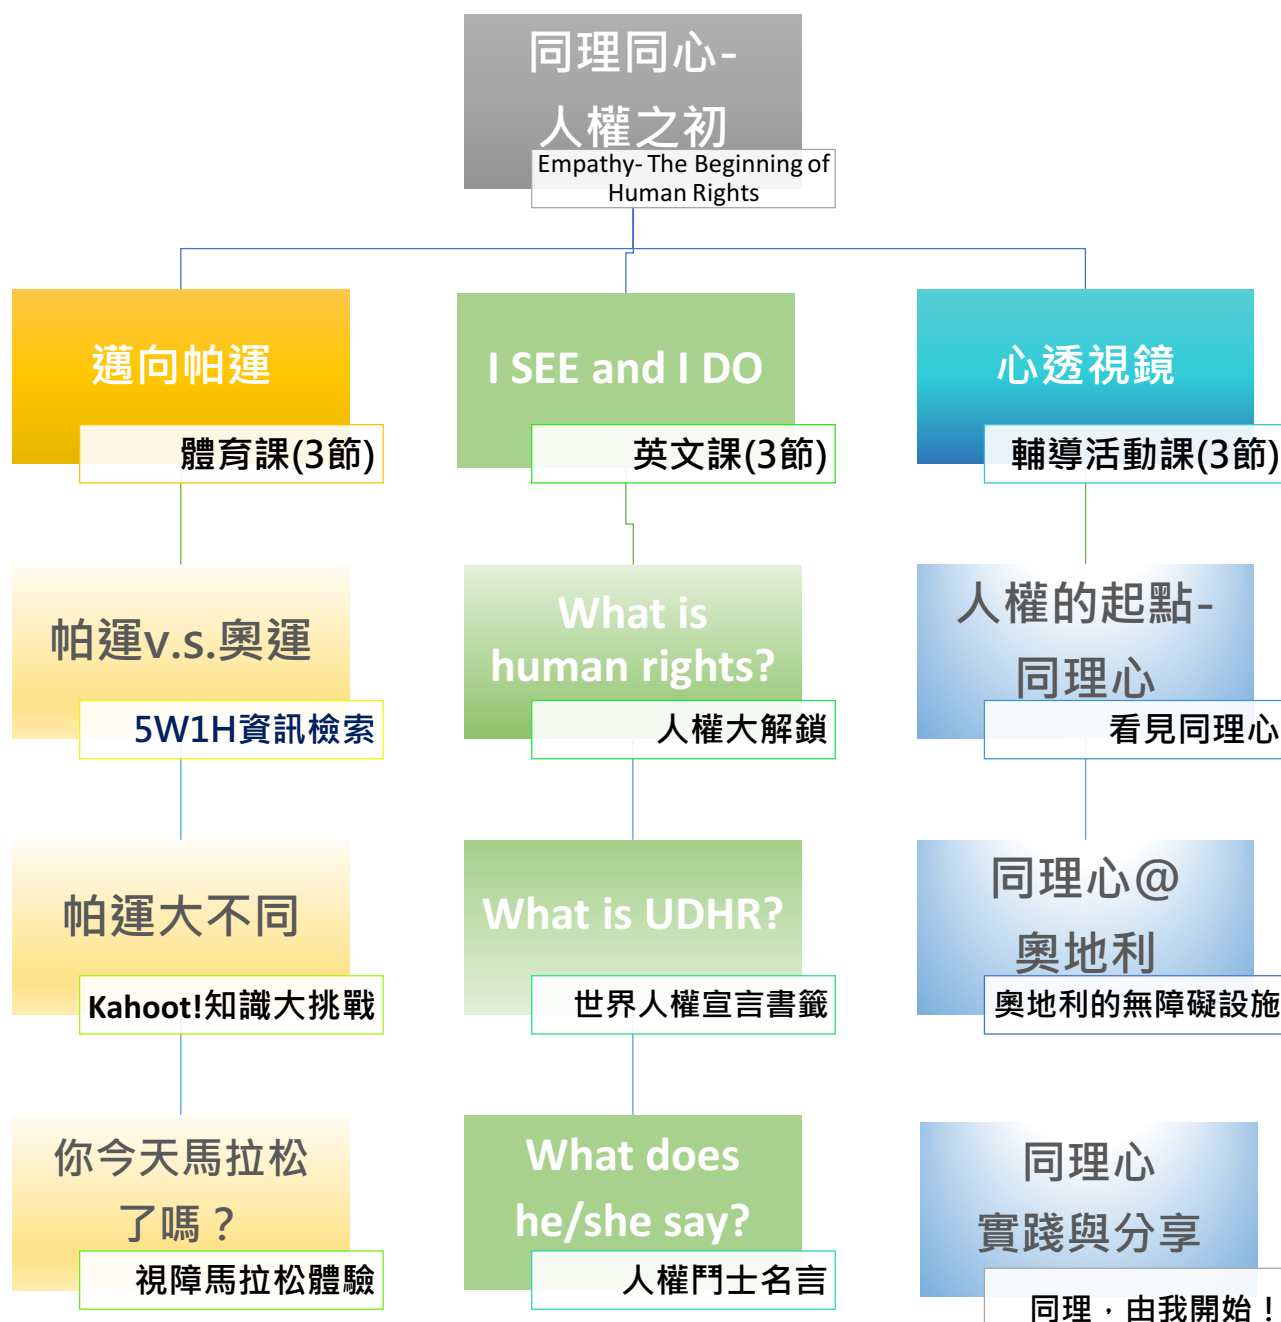 同理同心-
人權之初
Empathy- The Beginning of
Human Rights
邁向帕運
體育課(3節)
I SEE and I DO
英文課(3節)
心透視鏡
輔導活動課(3節)
帕運v.s.奧運
5W1H資訊檢索
What is
human rights?
人權大解鎖
人權的起點-
同理心
看見同理心
帕運大不同
Kahoot!知識大挑戰
What is UDHR?
世界人權宣言書籤
同理心@
奧地利
奧地利的無障礙設施
你今天馬拉松
了嗎？
視障馬拉松體驗
What does
he/she say?
人權鬥士名言
同理心
實踐與分享
同理，由我開始！